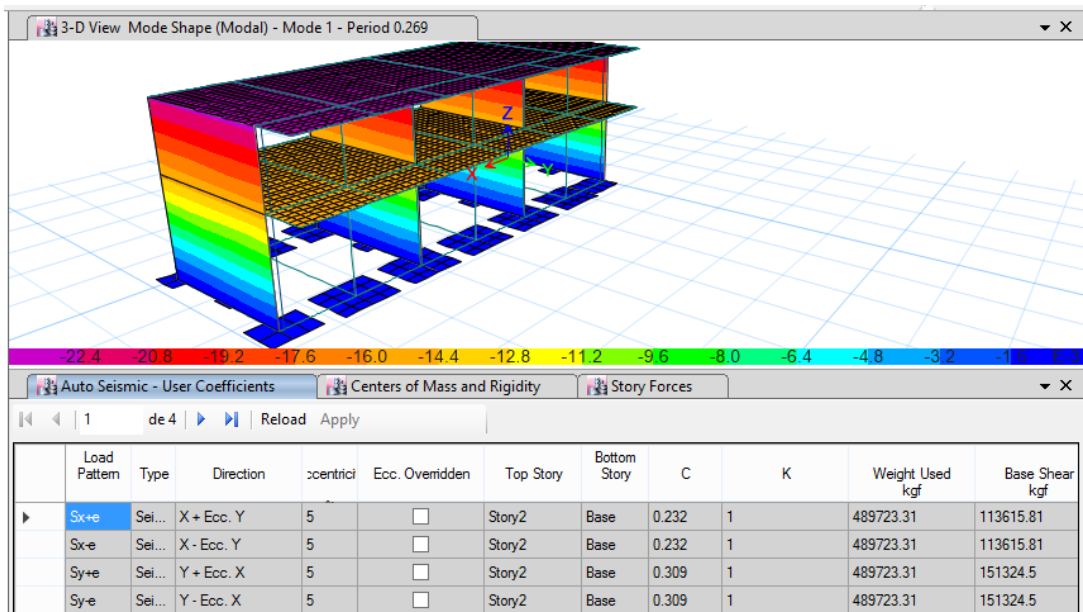 3-D View Mode Shape (Modal) - Mode 1 - Period 0.269
Z
X
Y
-22.4 -20.8 -19.2 -17.6 -16.0 -14.4 -12.8 -11.2 -9.6 -8.0 -6.4 -4.8 -3.2
Auto Seismic - User Coefficients Centers of Mass and Rigidity Story Forces
1 de 4 Reload Apply
Load Pattern Type Direction ccentrici Ecc. Overridden Top Story Bottom Story C K Weight Used kgf Base Shear kgf
Sx+e Sei... X + Ecc. Y 5 Story2 Base 0.232 1 489723.31 113615.81
Sx-e Sei... X - Ecc. Y 5 Story2 Base 0.232 1 489723.31 113615.81
Sy+e Sei... Y + Ecc. X 5 Story2 Base 0.309 1 489723.31 151324.5
Sy-e Sei... Y - Ecc. X 5 Story2 Base 0.309 1 489723.31 151324.5